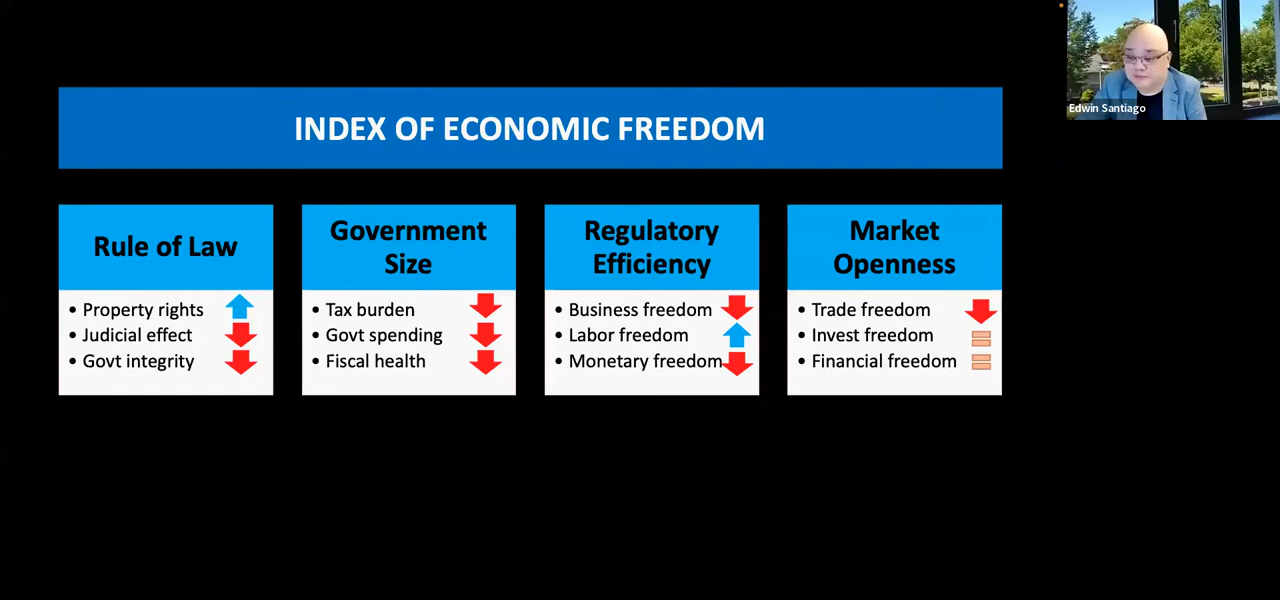 INDEX OF ECONOMIC FREEDOM
Edwin Santiago
Rule of Law
• Property rights
• Judicial effect
• Govt integrity
Government
Size
• Tax burden
• Govt spending
• Fiscal health
Regulatory
Efficiency
• Business freedom
• Labor freedom
• Monetary freedom
Market
Openness
• Trade freedom
• Invest freedom
• Financial freedom